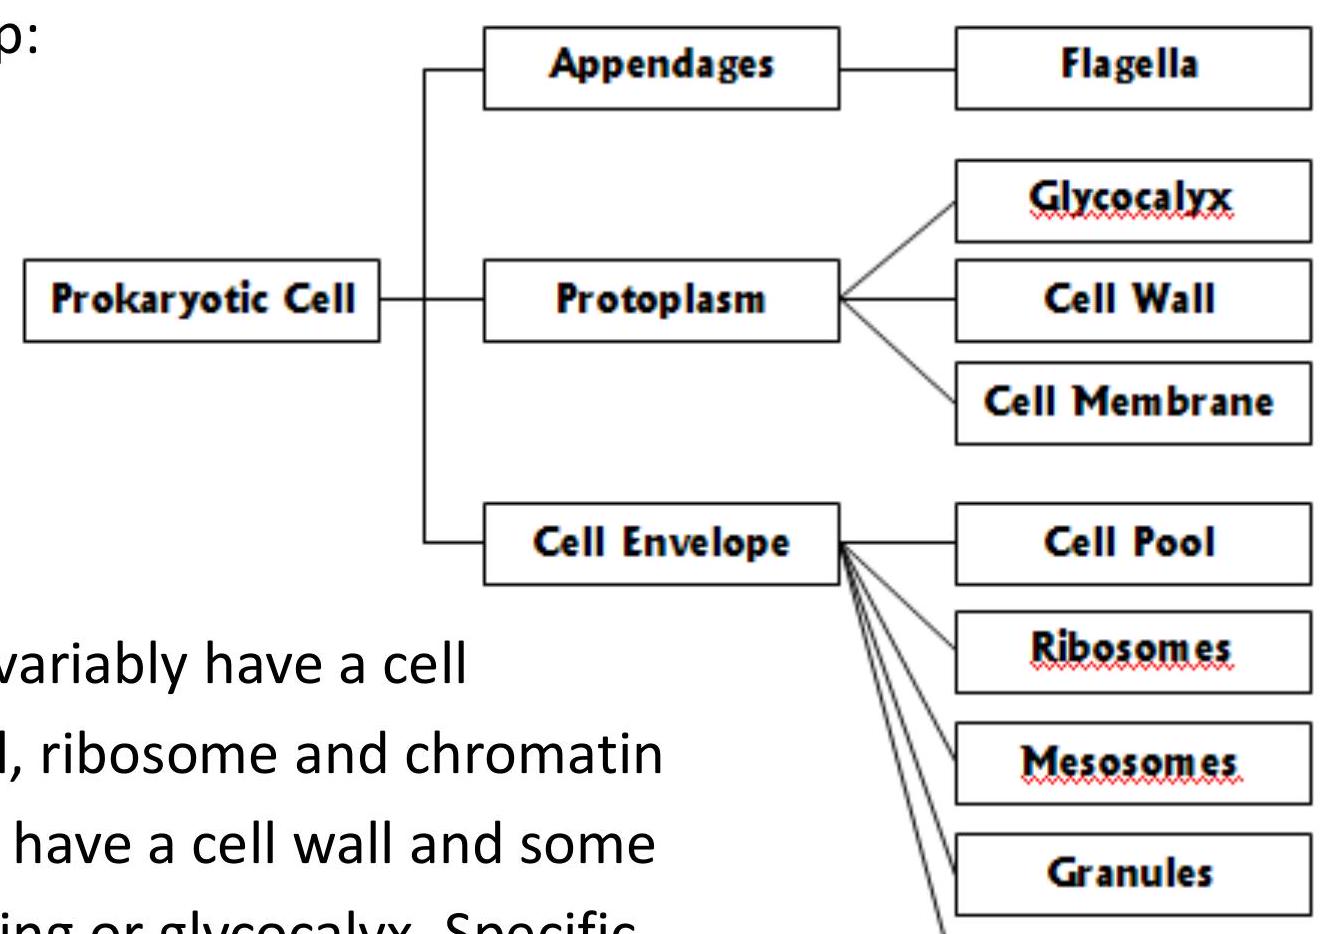 p:
Appendages
Flagella
Glycocalyx
Prokaryotic Cell
Protoplasm
Cell Wall
Cell Membrane
Cell Envelope
Cell Pool
Ribosomes
Mesosomes
Granules
variably have a cell
l, ribosome and chromatin
have a cell wall and some
ing or glycocalyx. Specific